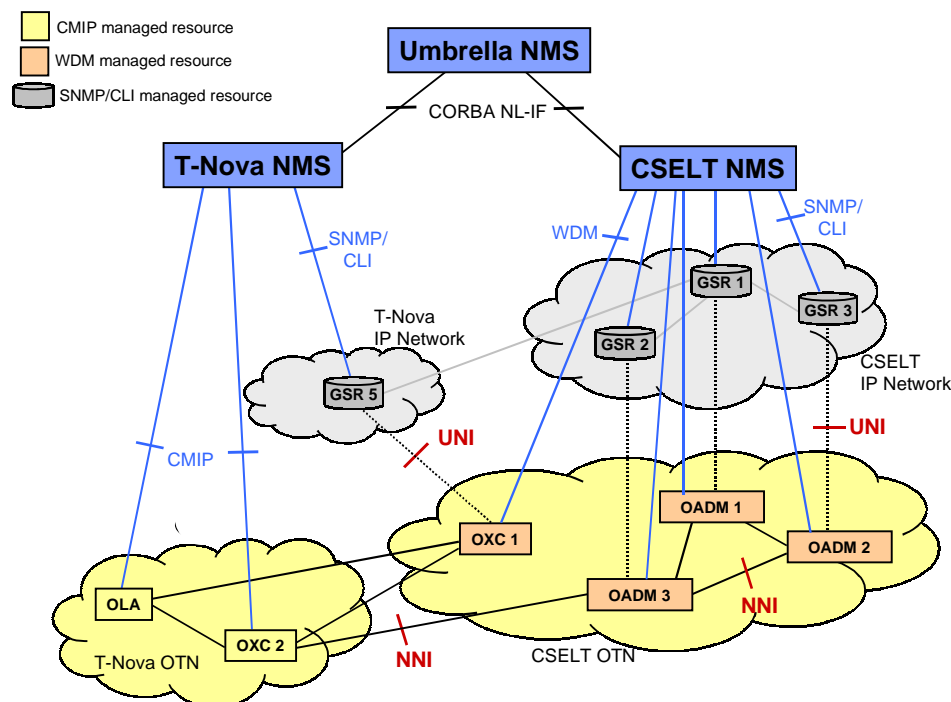 CMIP managed resource
WDM managed resource
SNMP/CLI managed resource
Umbrella NMS
CORBA NL-IF
T-Nova NMS
CSELT NMS
SNMP/
CLI
WDM
SNMP/
CLI
GSR 1
GSR 3
GSR 2
T-Nova
IP Network
CSELT
IP Network
GSR 5
UNI
UNI
CMIP
OADM 1
OXC 1
OADM 2
OLA
OADM 3
NNI
OXC 2
NNI
CSELT OTN
T-Nova OTN
(